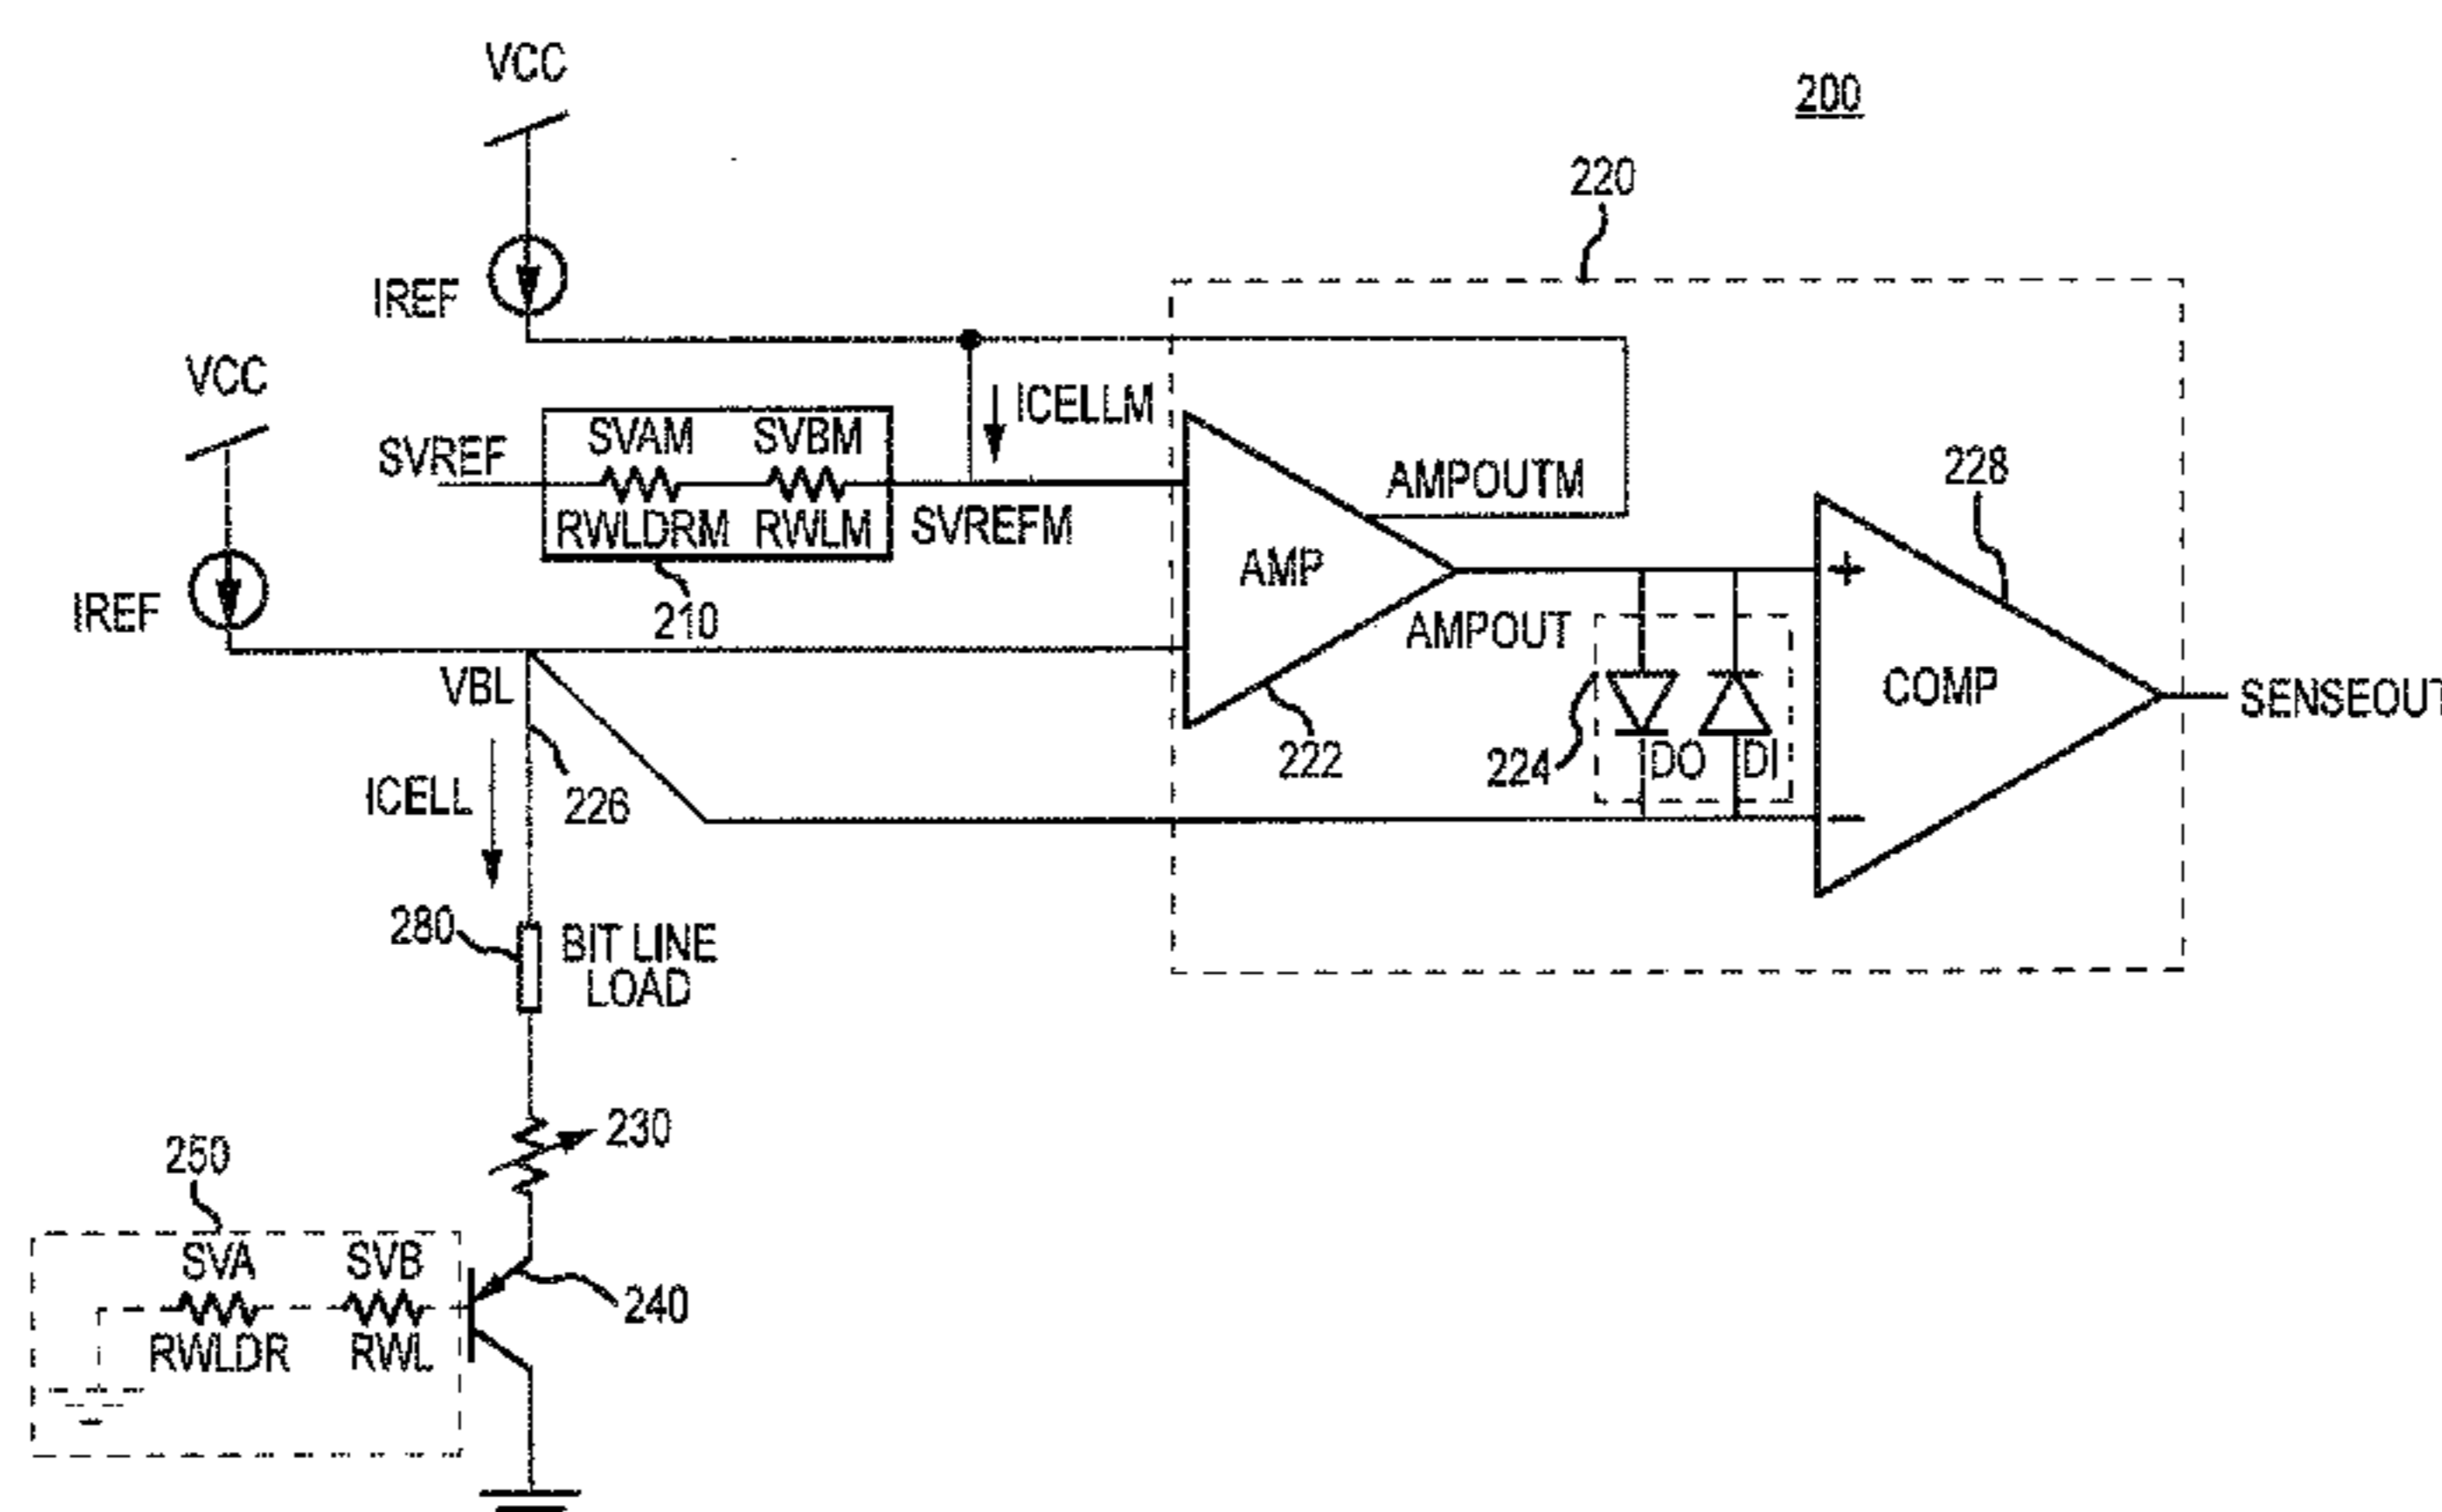 VCC
200
220
IREF
VCC
ICELLM
SVREF
SVAM
SVBM
RWLDRM
RWLM
SVREFM
AMPOUTM
228
AMP
IREF
210
+
AMPOUT
VBL
COMP
SENSEOUT
222
224
DO
DI
ICELL
226
-
280
BIT LINE
LOAD
230
250
SVA
SVB
240
RWLDR
RWL